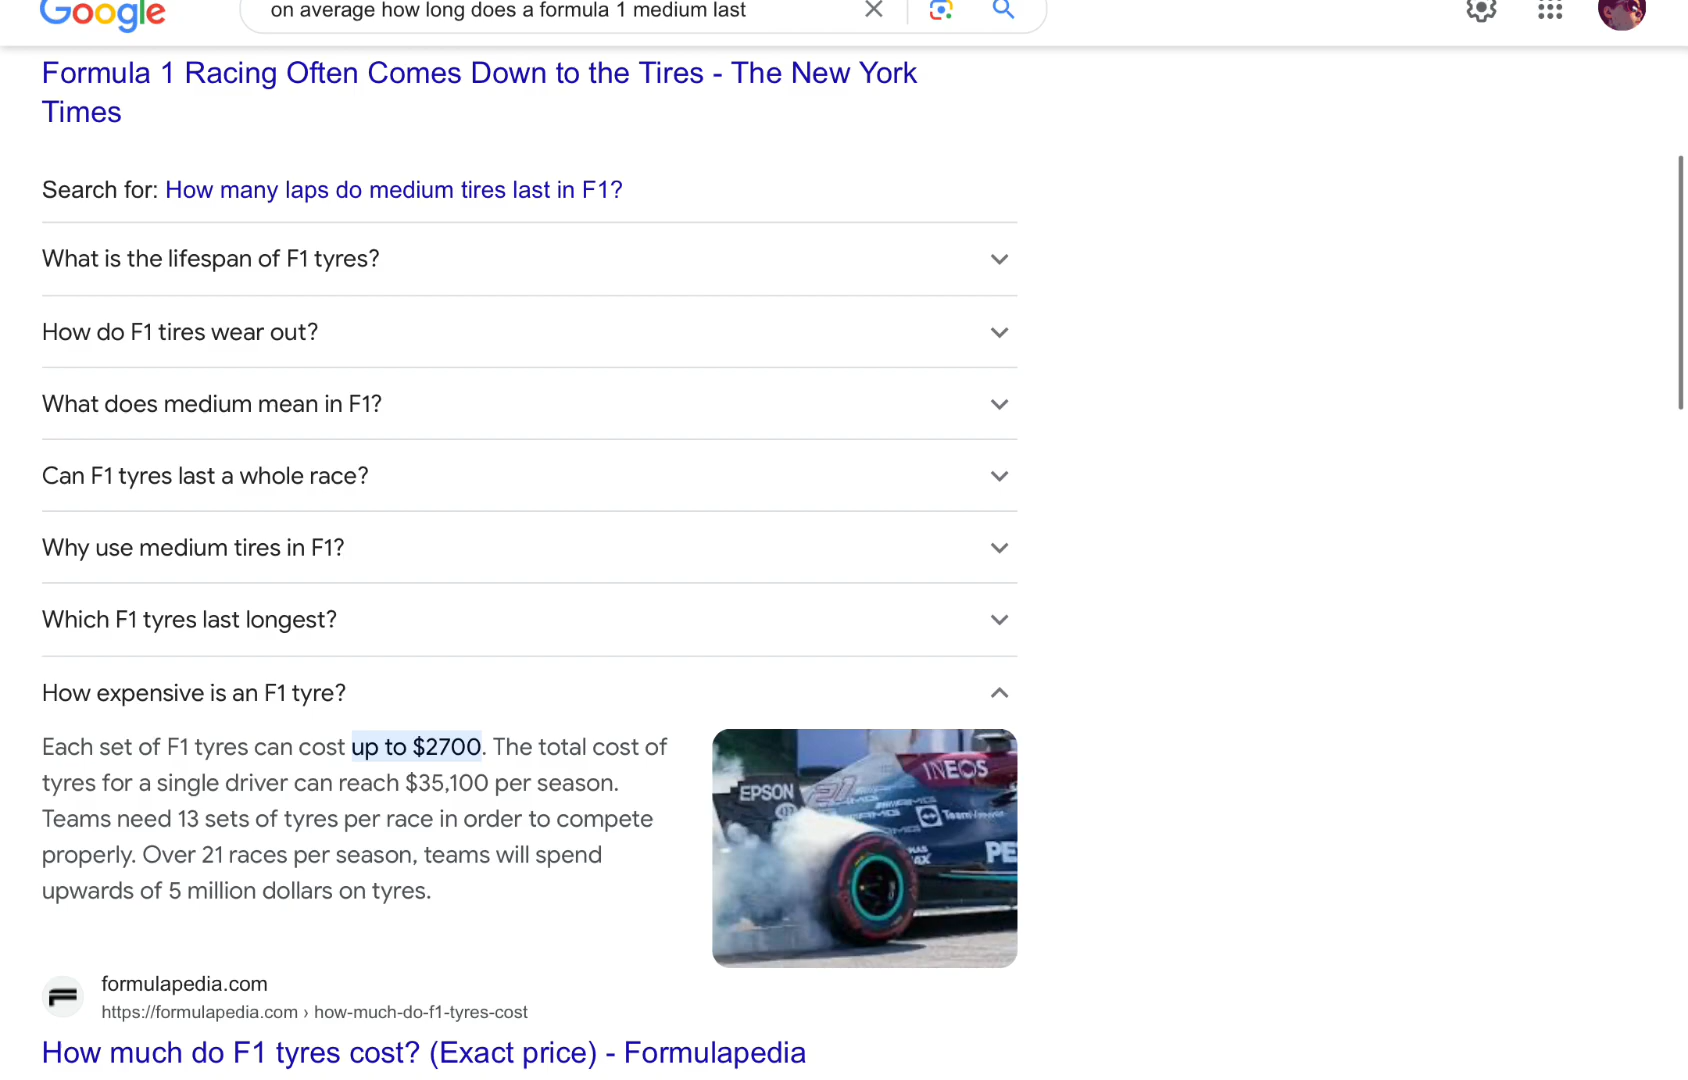 Google
on average how long does a formula 1 medium last
Formula 1 Racing Often Comes Down to the Tires - The New York
Times
Search for: How many laps do medium tires last in F1?
What is the lifespan of F1 tyres?
How do F1 tires wear out?
What does medium mean in F1?
Can F1 tyres last a whole race?
Why use medium tires in F1?
Which F1 tyres last longest?
How expensive is an F1 tyre?
Each set of F1 tyres can cost up to $2700. The total cost of
tyres for a single driver can reach $35,100 per season.
Teams need 13 sets of tyres per race in order to compete
properly. Over 21 races per season, teams will spend
upwards of 5 million dollars on tyres.
INEOS
EPSON
TeamViewer
formulapedia.com
https://formulapedia.com › how-much-do-f1-tyres-cost
How much do F1 tyres cost? (Exact price) - Formulapedia